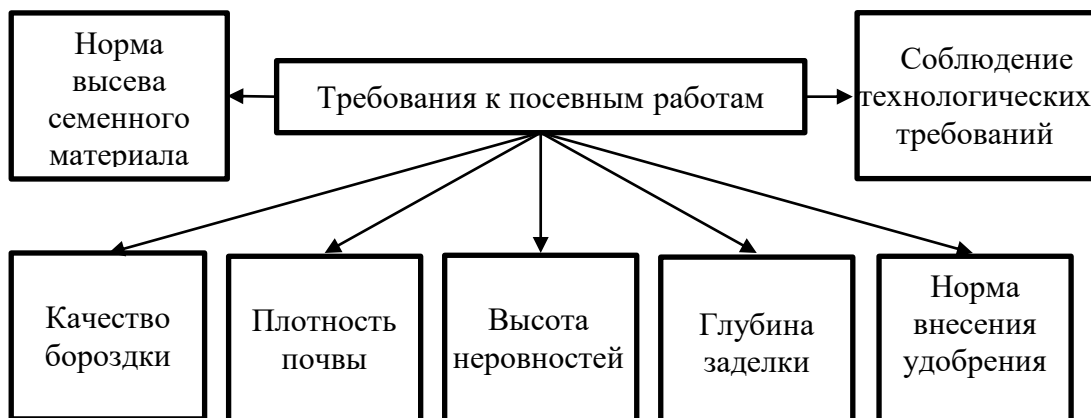 Норма
высева
семенного
материала
Требования к посевным работам
Соблюдение
технологических
требований
Качество
бороздки
Плотность
почвы
Высота
неровностей
Глубина
заделки
Норма
внесения
удобрения